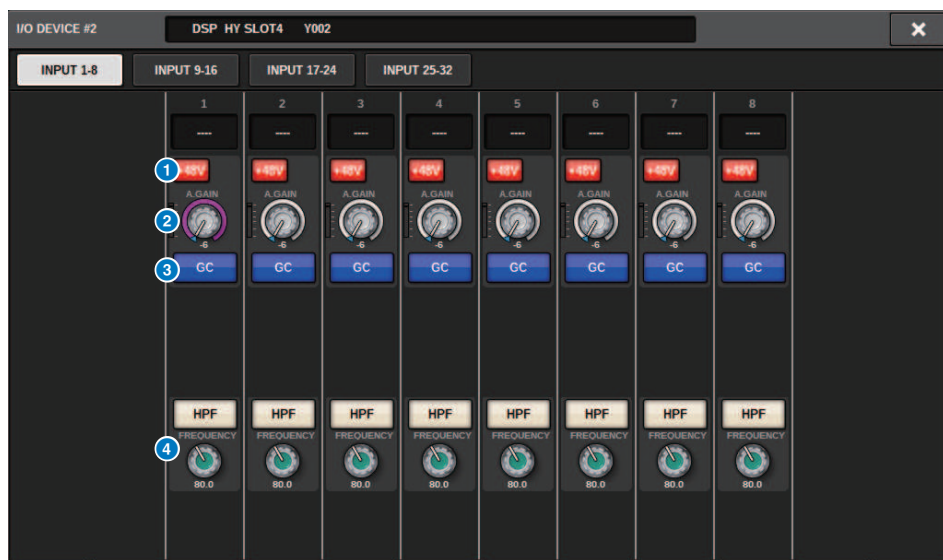 I/O DEVICE #2 DSP HY SLOT4 Y002
INPUT 1-8 INPUT 9-16 INPUT 17-24 INPUT 25-32
1 2 3 4 5 6 7 8
---- ---- ---- ---- ---- ---- ---- ----
1 +48V +48V +48V +48V +48V +48V +48V +48V
A.GAIN A.GAIN A.GAIN A.GAIN A.GAIN A.GAIN A.GAIN A.GAIN
2
-6 -6 -6 -6 -6 -6 -6 -6
3 GC GC GC GC GC GC GC GC
HPF HPF HPF HPF HPF HPF HPF HPF
FREQUENCY FREQUENCY FREQUENCY FREQUENCY FREQUENCY FREQUENCY FREQUENCY FREQUENCY
4
80.0 80.0 80.0 80.0 80.0 80.0 80.0 80.0